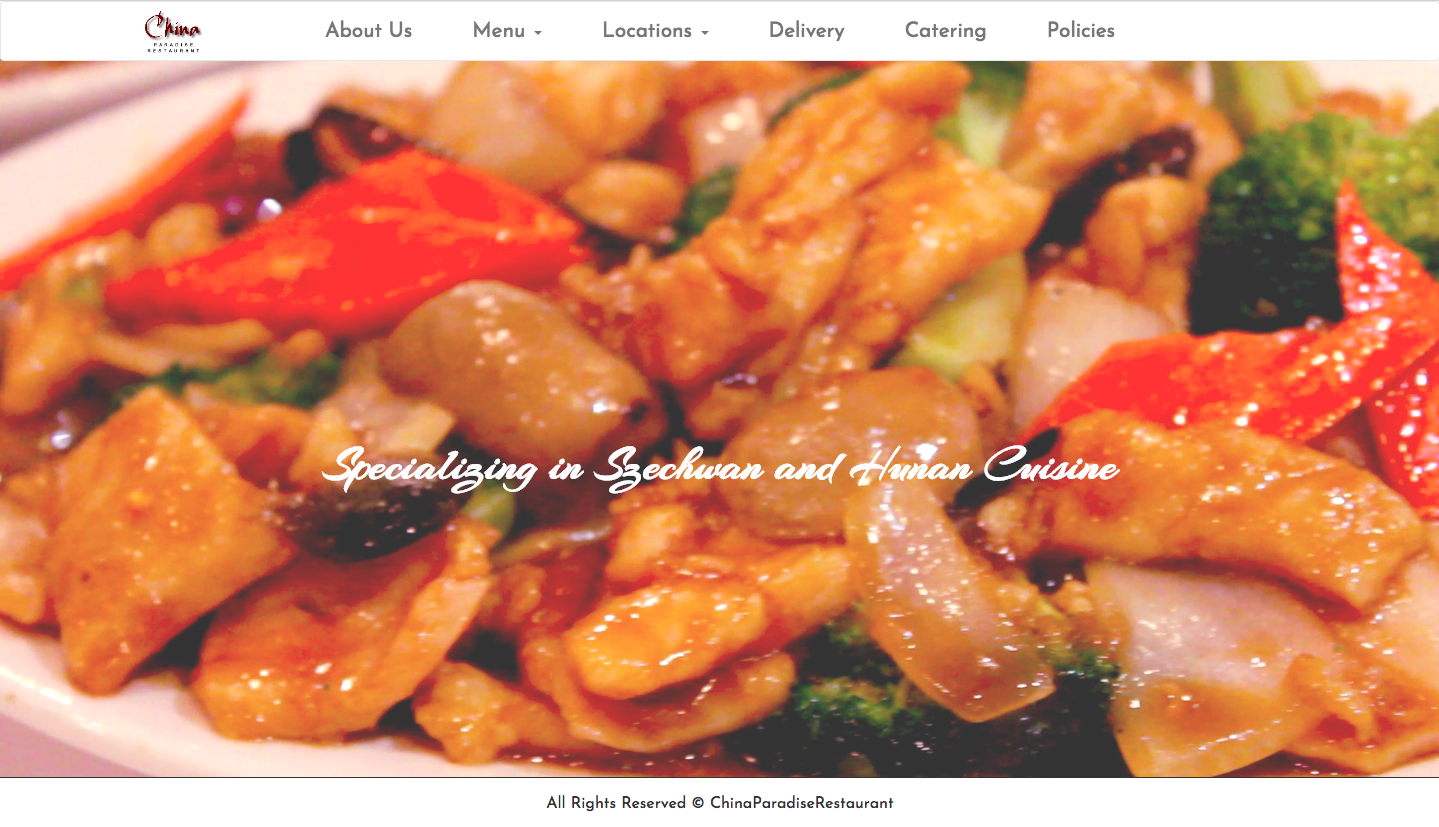 China
PARADISE
RESTAURANT
About Us
Menu
Locations
Delivery
Catering
Policies
Specializing in Szechwan and Hunan Cuisine
All Rights Reserved © ChinaParadiseRestaurant